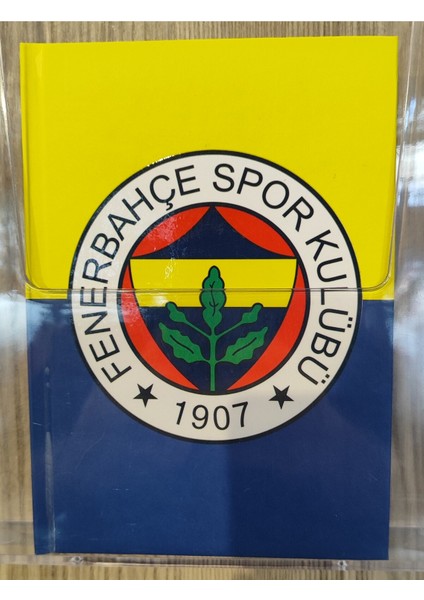 FENERBAHÇE SPOR KULÜBÜ
1907